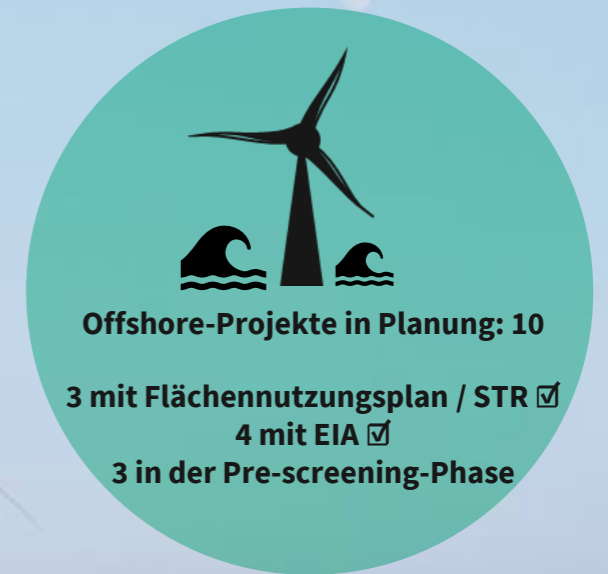 Offshore-Projekte in Planung: 10
3 mit Flächennutzungsplan / STR ☑
4 mit EIA ☑
3 in der Pre-screening-Phase